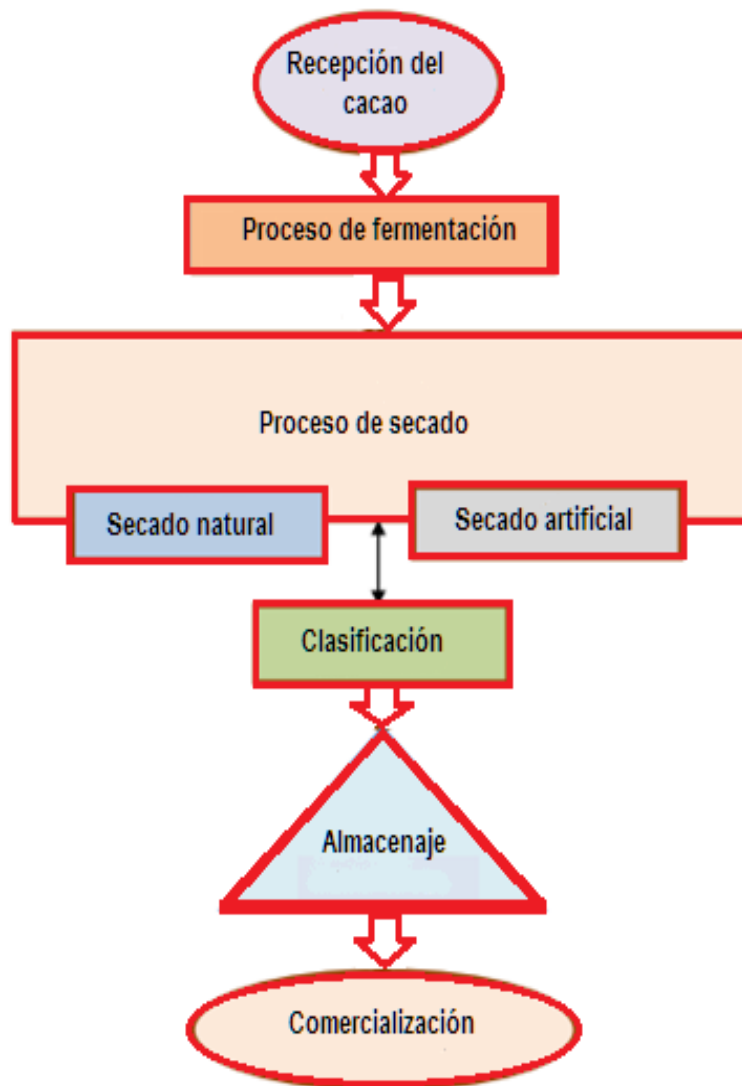 Recepción del
cacao
Proceso de fermentación
Proceso de secado
Secado natural
Secado artificial
Clasificación
Almacenaje
Comercialización